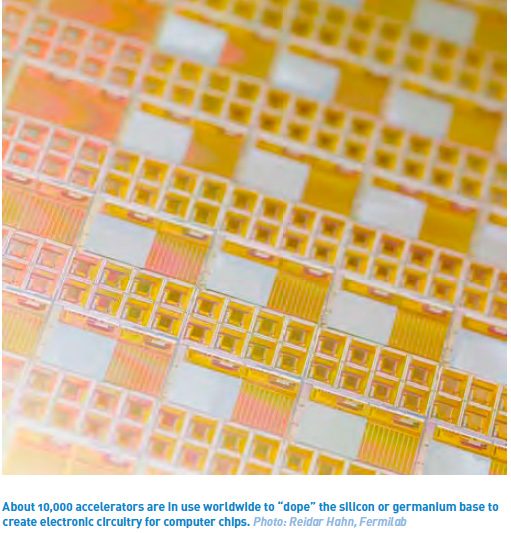 About 10,000 accelerators are in use worldwide to “dope” the silicon or germanium base to
create electronic circuitry for computer chips. Photo: Reidar Hahn, Fermilab